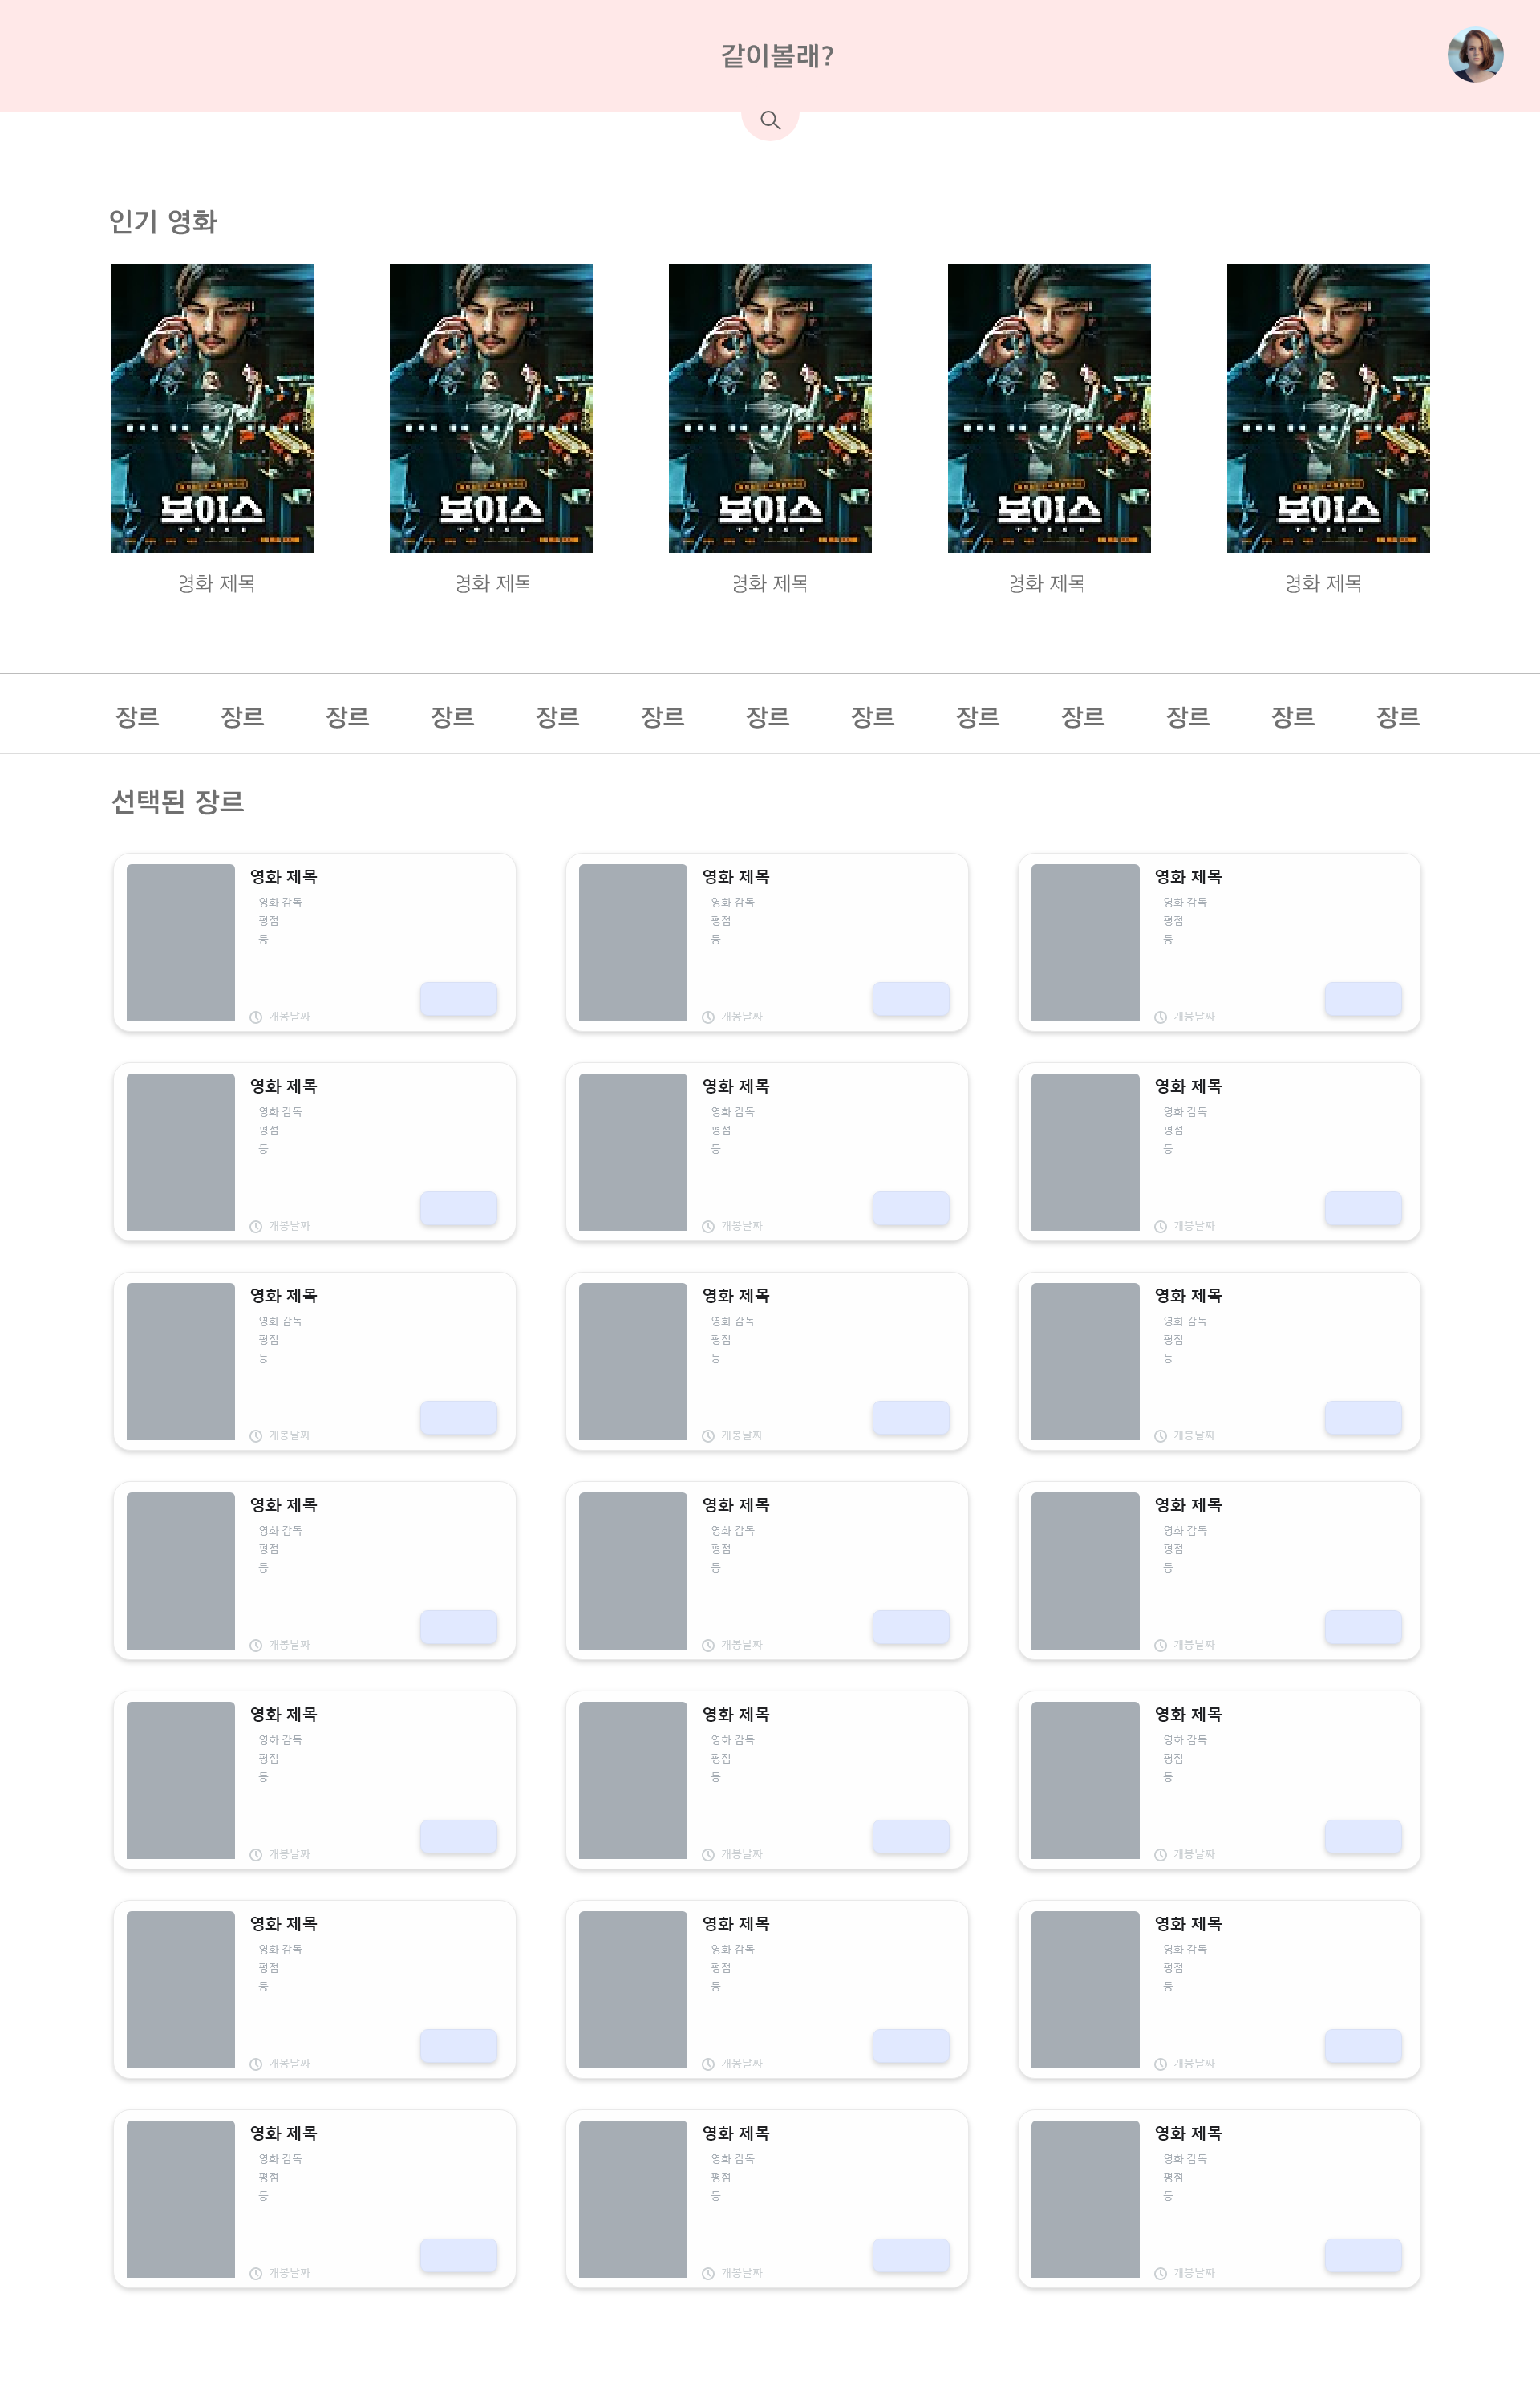 같이볼래?
인기 영화
보이스
보이스
보이스
보이스
보이스
영화 제목
영화 제목
영화 제목
영화 제목
영화 제목
장르 장르 장르 장르 장르 장르 장르 장르 장르 장르 장르 장르 장르
선택된 장르
영화 제목
영화 감독
평점
등
개봉날짜
영화 제목
영화 감독
평점
등
개봉날짜
영화 제목
영화 감독
평점
등
개봉날짜
영화 제목
영화 감독
평점
등
개봉날짜
영화 제목
영화 감독
평점
등
개봉날짜
영화 제목
영화 감독
평점
등
개봉날짜
영화 제목
영화 감독
평점
등
개봉날짜
영화 제목
영화 감독
평점
등
개봉날짜
영화 제목
영화 감독
평점
등
개봉날짜
영화 제목
영화 감독
평점
등
개봉날짜
영화 제목
영화 감독
평점
등
개봉날짜
영화 제목
영화 감독
평점
등
개봉날짜
영화 제목
영화 감독
평점
등
개봉날짜
영화 제목
영화 감독
평점
등
개봉날짜
영화 제목
영화 감독
평점
등
개봉날짜
영화 제목
영화 감독
평점
등
개봉날짜
영화 제목
영화 감독
평점
등
개봉날짜
영화 제목
영화 감독
평점
등
개봉날짜
영화 제목
영화 감독
평점
등
개봉날짜
영화 제목
영화 감독
평점
등
개봉날짜
영화 제목
영화 감독
평점
등
개봉날짜